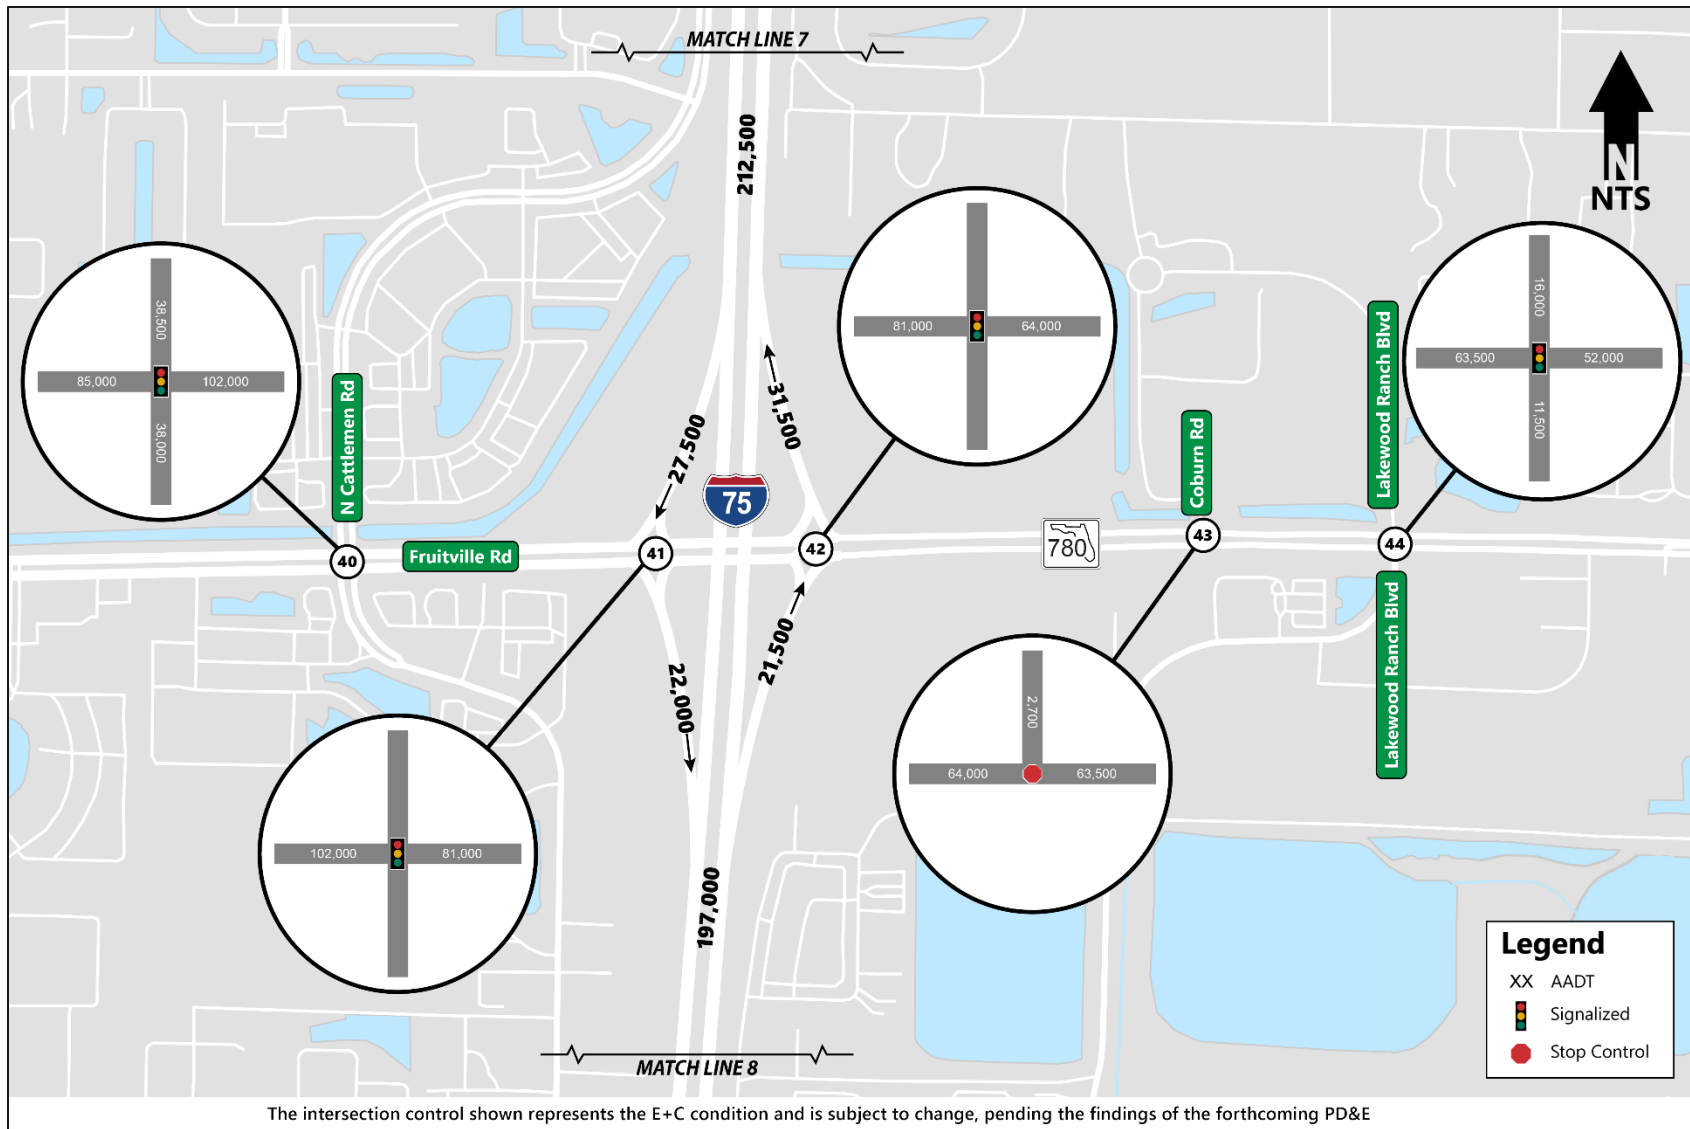 MATCH LINE 7
N
NTS
212,500
38,500
85,000
102,000
38,000
81,000
64,000
16,000
63,500
52,000
11,500
N Cattlemen Rd
27,500
31,500
75
Coburn Rd
Lakewood Ranch Blvd
Fruitville Rd
40
41
42
780
43
44
Lakewood Ranch Blvd
22,000
21,500
2,700
64,000
63,500
102,000
81,000
197,000
MATCH LINE 8
Legend
XX AADT
Signalized
Stop Control
The intersection control shown represents the E+C condition and is subject to change, pending the findings of the forthcoming PD&E